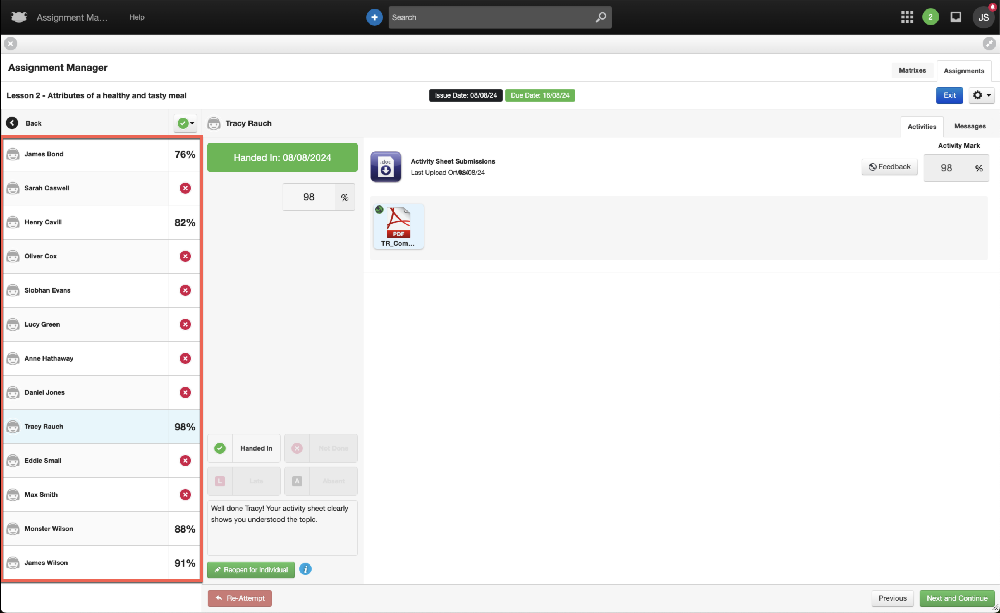 Assignment Ma...
Help
Search
2
JS
Assignment Manager
Matrixes
Assignments
Lesson 2 - Attributes of a healthy and tasty meal
Issue Date: 08/08/24
Due Date: 16/08/24
Exit
Back
Tracy Rauch
Activities
Messages
James Bond 76%
Sarah Caswell
Henry Cavill 82%
Oliver Cox
Siobhan Evans
Lucy Green
Anne Hathaway
Daniel Jones
Tracy Rauch 98%
Eddie Small
Max Smith
Monster Wilson 88%
James Wilson 91%
Handed In: 08/08/2024
98 %
Handed In
Not Done
L Late
A Absent
Well done Tracy! Your activity sheet clearly
shows you understood the topic.
Reopen for Individual
i
.doc
Activity Sheet Submissions
Last Upload On 08/08/24
View
Feedback
Activity Mark
98 %
PDF
TR_Com...
Re-Attempt
Previous
Next and Continue